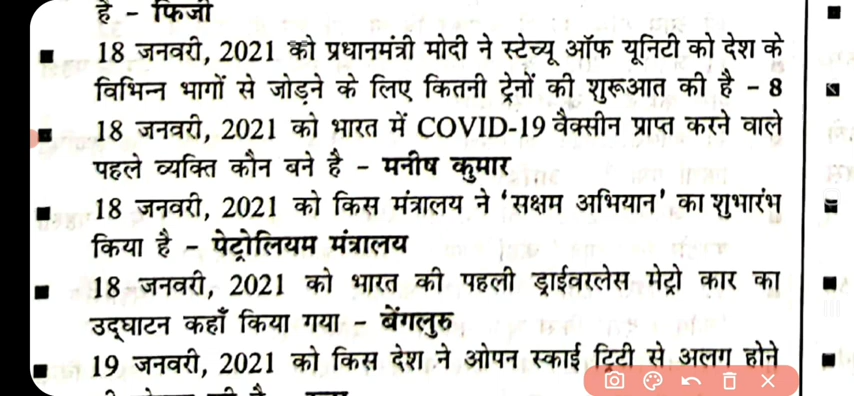 है - फिजी
18 जनवरी, 2021 को प्रधानमंत्री मोदी ने स्टेच्यू ऑफ यूनिटी को देश के
विभिन्न भागों से जोड़ने के लिए कितनी ट्रेनों की शुरूआत की है - 8
18 जनवरी, 2021 को भारत में COVID-19 वैक्सीन प्राप्त करने वाले
पहले व्यक्ति कौन बने है - मनीष कुमार
18 जनवरी, 2021 को किस मंत्रालय ने 'सक्षम अभियान' का शुभारंभ
किया है - पेट्रोलियम मंत्रालय
18 जनवरी, 2021 को भारत की पहली ड्राईवरलेस मेट्रो कार का
उद्घाटन कहाँ किया गया - बेंगलुरु
19 जनवरी, 2021 को किस देश ने ओपन स्काई ट्रिटी से अलग होने